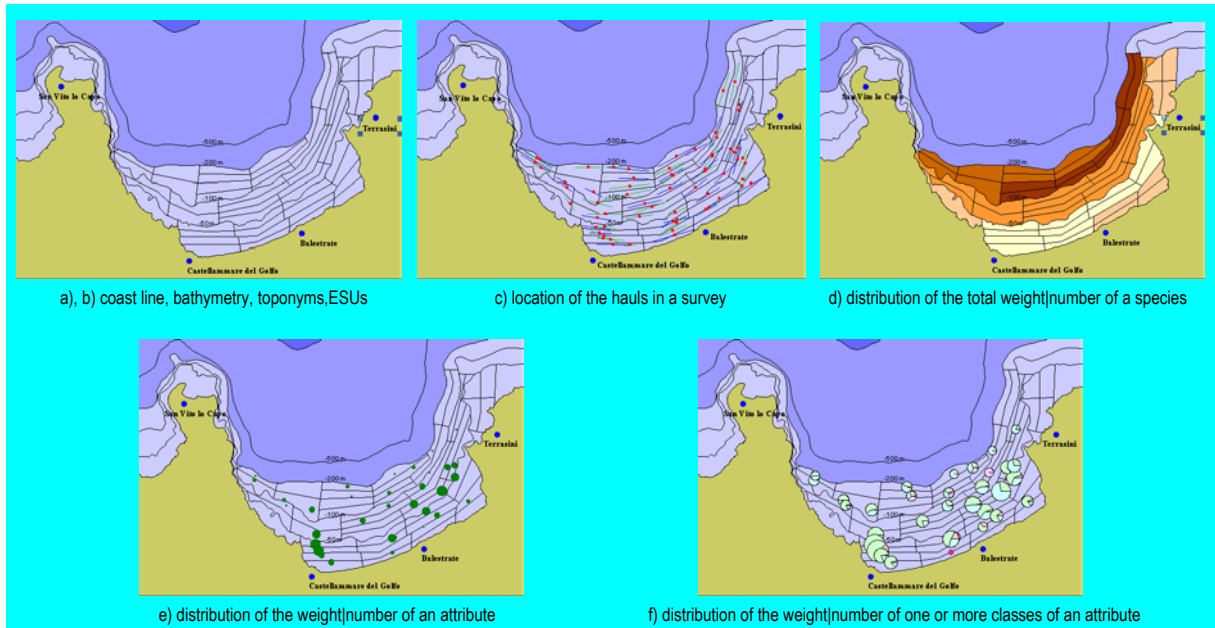 San Vito lo Capo
Terrasini
-500 m
-200 m
-100 m
-50 m
Balestrate
Castellammare del Golfo
San Vito lo Capo
Terrasini
-500 m
-200 m
-100 m
-50 m
Balestrate
Castellammare del Golfo
San Vito lo Capo
Terrasini
-500 m
-200 m
-100 m
-50 m
Balestrate
Castellammare del Golfo
a), b) coast line, bathymetry, toponyms,ESUs
c) location of the hauls in a survey
d) distribution of the total weight|number of a species
San Vito lo Capo
Terrasini
-500 m
-200 m
-100 m
-50 m
Balestrate
Castellammare del Golfo
San Vito lo Capo
Terrasini
-500 m
-200 m
-100 m
-50 m
Balestrate
Castellammare del Golfo
e) distribution of the weight|number of an attribute
f) distribution of the weight|number of one or more classes of an attribute